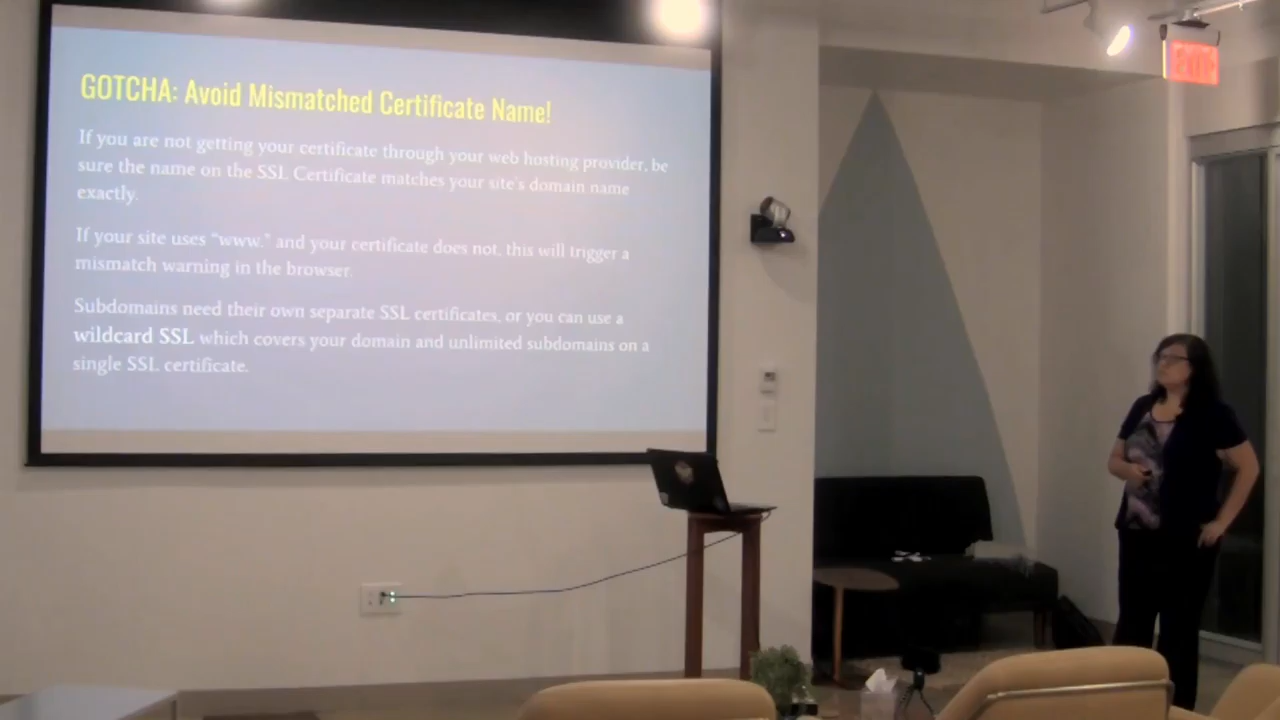 GOTCHA: Avoid Mismatched Certificate Name!
If you are not getting your certificate through your web hosting provider, be
sure the name on the SSL Certificate matches your site's domain name
exactly.
If your site uses “www.” and your certificate does not, this will trigger a
mismatch warning in the browser.
Subdomains need their own separate SSL certificates, or you can use a
wildcard SSL which covers your domain and unlimited subdomains on a
single SSL certificate.
EXIT